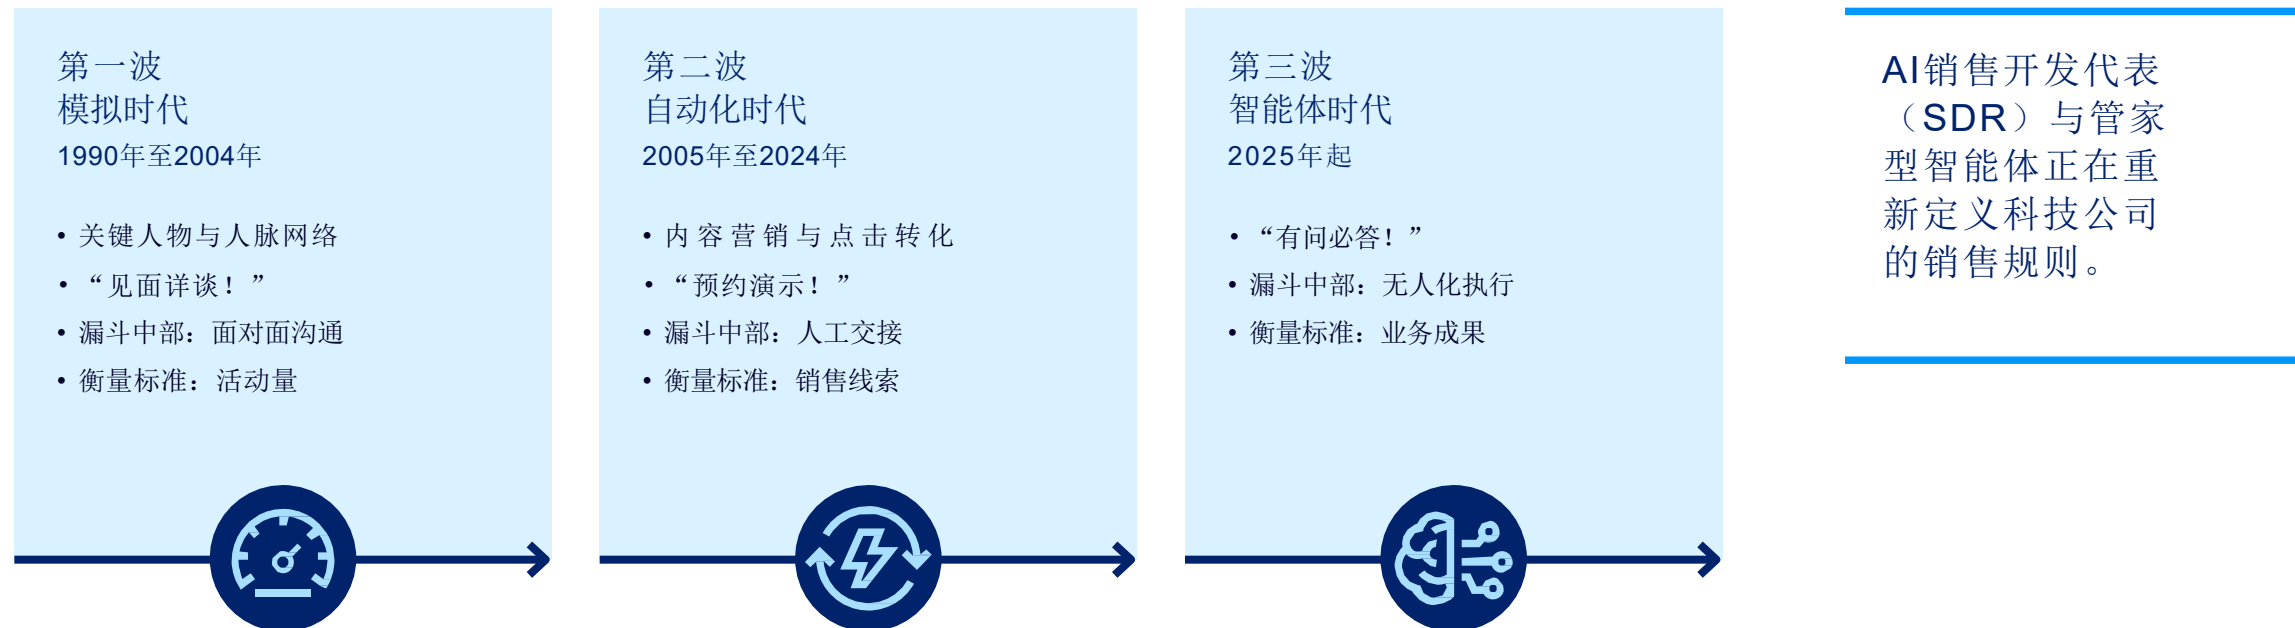 第一波
模拟时代
1990年至2004年
• 关键人物与人脉网络
• “见面详谈！”
• 漏斗中部：面对面沟通
• 衡量标准：活动量
第二波
自动化时代
2005年至2024年
• 内容营销与点击转化
• “预约演示！”
• 漏斗中部：人工交接
• 衡量标准：销售线索
第三波
智能体时代
2025年起
• “有问必答！”
• 漏斗中部：无人化执行
• 衡量标准：业务成果
AI销售开发代表
（SDR）与管家
型智能体正在重
新定义科技公司
的销售规则。